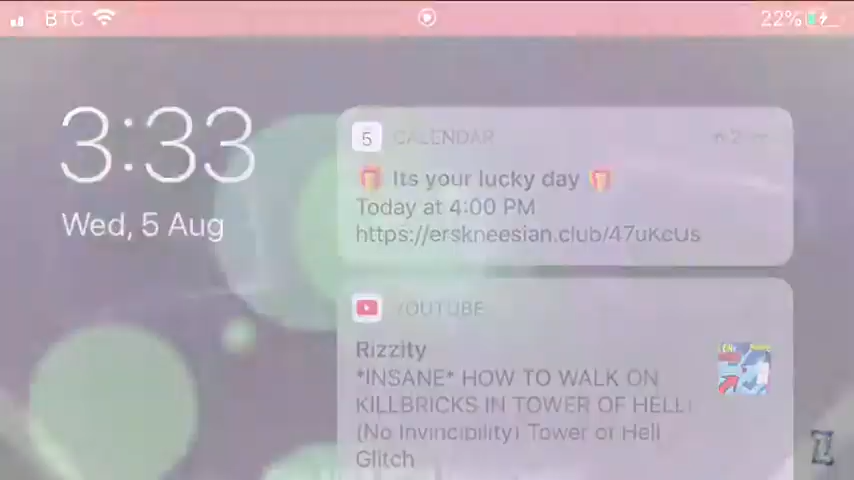 BTC
22%
3:33
Wed, 5 Aug
5 CALENDAR
🎁 Its your lucky day 🎁
Today at 4:00 PM
https://erskneesian.club/47uKcUs
YOUTUBE
Rizzity
*INSANE* HOW TO WALK ON
KILLBRICKS IN TOWER OF HELL!
(No Invincibility) Tower of Hell
Glitch